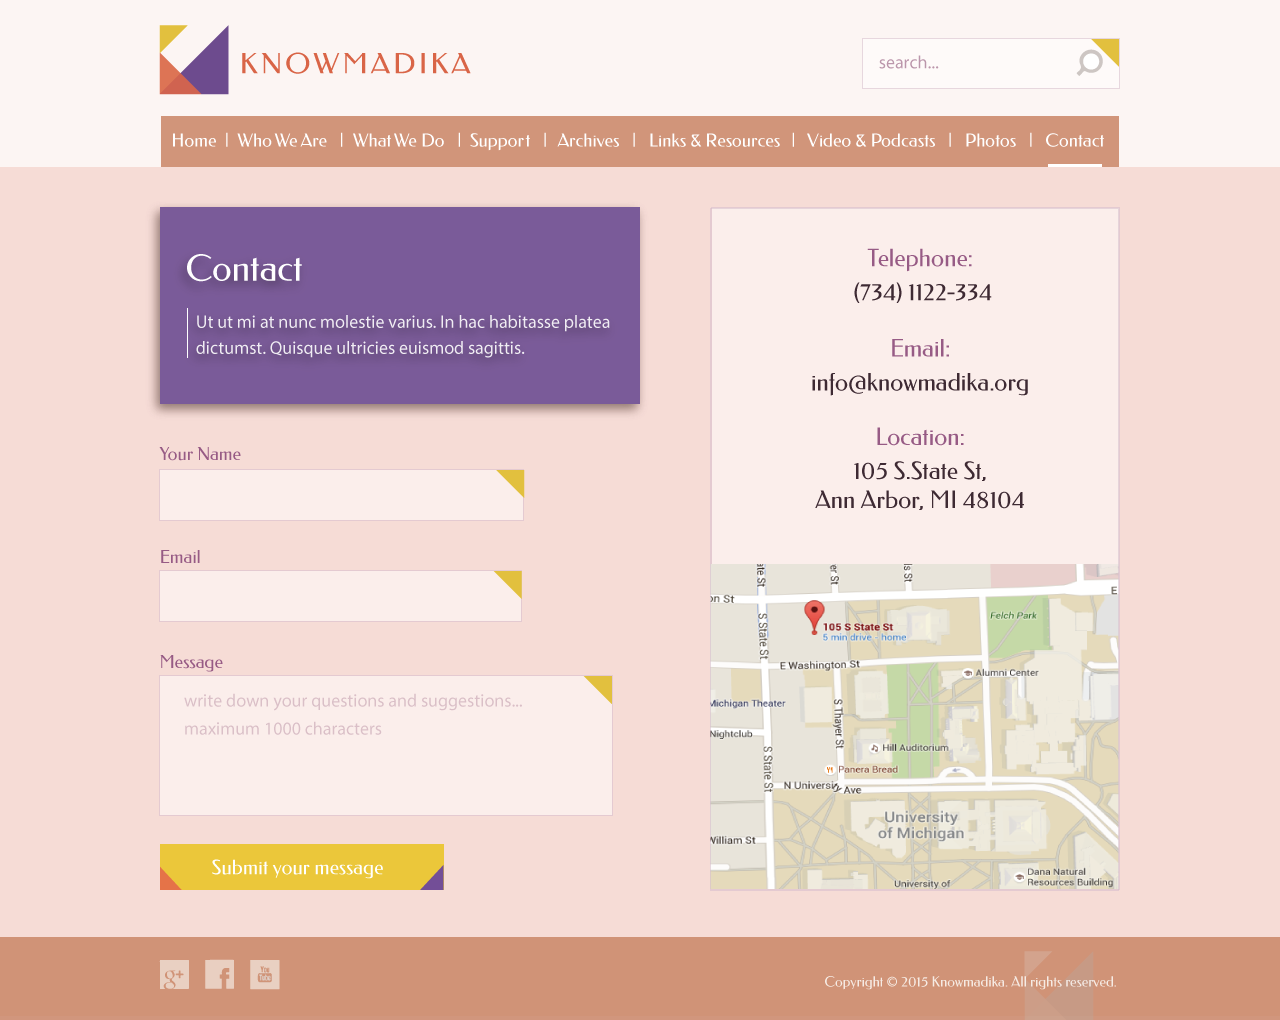 KNOWMADIKA
search...
Home | Who We Are | What We Do | Support | Archives | Links & Resources | Video & Podcasts | Photos | Contact
Contact
Ut ut mi at nunc molestie varius. In hac habitasse platea
dictumst. Quisque ultricies euismod sagittis.
Your Name
Email
Message
write down your questions and suggestions...
maximum 1000 characters
Submit your message
Telephone:
(734) 1122-334
Email:
info@knowmadika.org
Location:
105 S.State St,
Ann Arbor, MI 48104
ate St
er St
ls St
on St
E
S State St
105 S State St
5 min drive - home
Felch Park
E Washington St
Alumni Center
Michigan Theater
S Thayer St
Nightclub
S State St
Hill Auditorium
Panera Bread
N University Ave
University
of Michigan
William St
Dana Natural
Resources Building
University of
g+
f
You
Tube
Copyright © 2015 Knowmadika. All rights reserved.